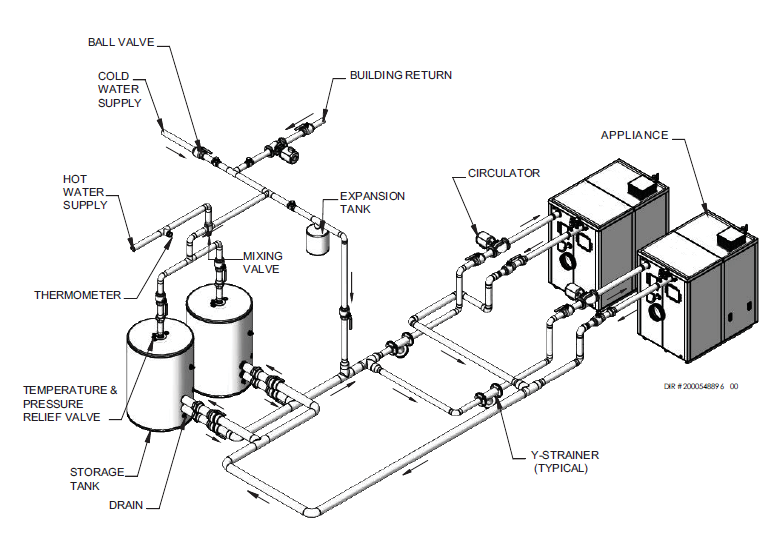 BALL VALVE
COLD
WATER
SUPPLY
BUILDING RETURN
APPLIANCE
HOT
WATER
SUPPLY
CIRCULATOR
EXPANSION
TANK
MIXING
VALVE
THERMOMETER
TEMPERATURE &
PRESSURE
RELIEF VALVE
DIR #2000548896 00
Y-STRAINER
(TYPICAL)
STORAGE
TANK
DRAIN